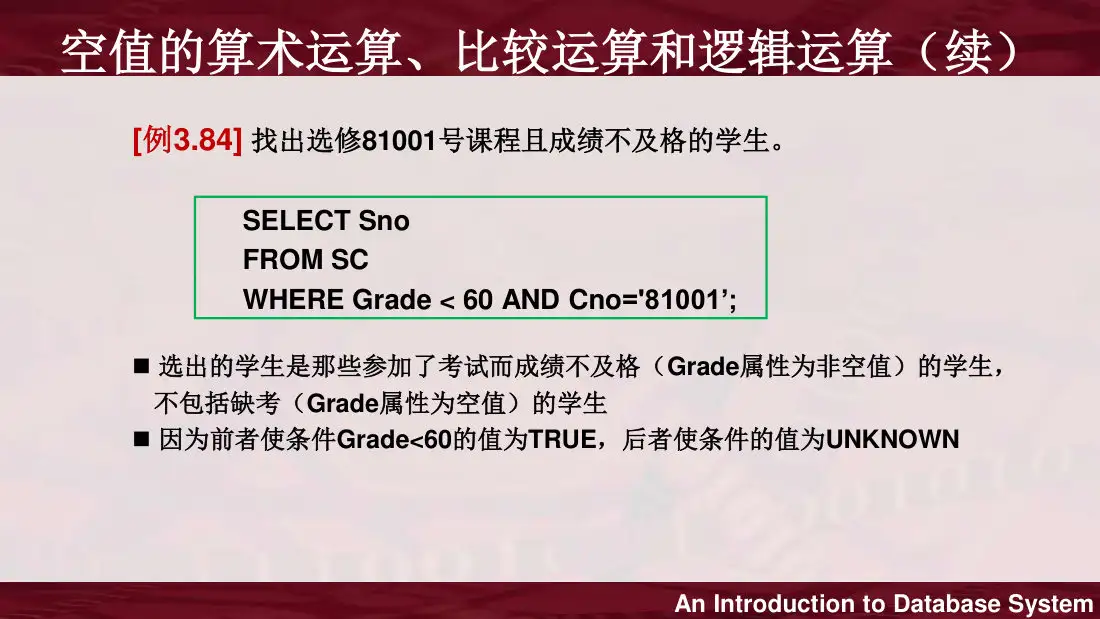 空值的算术运算、比较运算和逻辑运算（续）
[例3.84] 找出选修81001号课程且成绩不及格的学生。
SELECT Sno
FROM SC
WHERE Grade < 60 AND Cno='81001’;
■ 选出的学生是那些参加了考试而成绩不及格（Grade属性为非空值）的学生，
不包括缺考（Grade属性为空值）的学生
■ 因为前者使条件Grade<60的值为TRUE，后者使条件的值为UNKNOWN
An Introduction to Database System